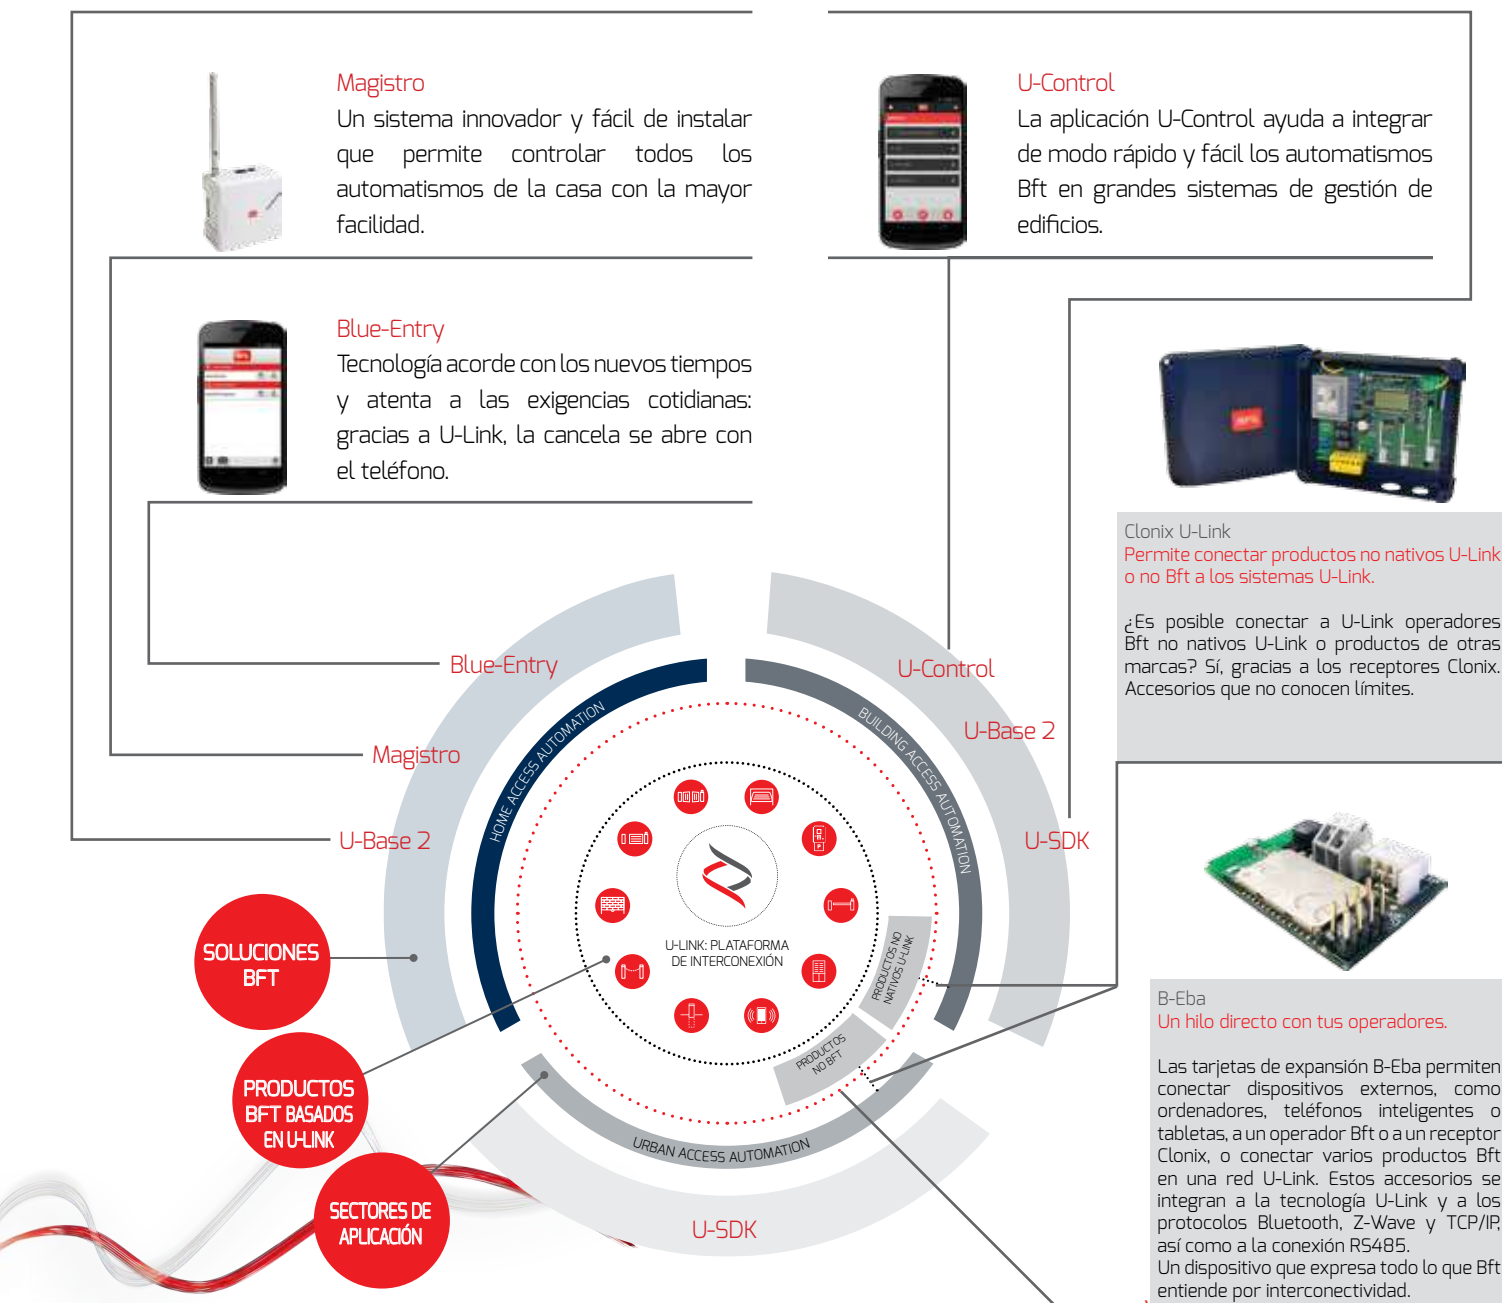 Magistro
Un sistema innovador y fácil de instalar
que permite controlar todos los
automatismos de la casa con la mayor
facilidad.
U-Control
La aplicación U-Control ayuda a integrar
de modo rápido y fácil los automatismos
Bft en grandes sistemas de gestión de
edificios.
Blue-Entry
Tecnología acorde con los nuevos tiempos
y atenta a las exigencias cotidianas:
gracias a U-Link, la cancela se abre con
el teléfono.
Clonix U-Link
Permite conectar productos no nativos U-Link
o no Bft a los sistemas U-Link.
¿Es posible conectar a U-Link operadores
Bft no nativos U-Link o productos de otras
marcas? Sí, gracias a los receptores Clonix.
Accesorios que no conocen límites.
Blue-Entry
Magistro
U-Base 2
U-Control
U-Base 2
U-SDK
HOME ACCESS AUTOMATION
BUILDING ACCESS AUTOMATION
URBAN ACCESS AUTOMATION
U-LINK: PLATAFORMA
DE INTERCONEXIÓN
PRODUCTOS NO
NATIVOS U-LINK
PRODUCTOS
NO BFT
U-SDK
SOLUCIONES
BFT
PRODUCTOS
BFT BASADOS
EN U-LINK
SECTORES DE
APLICACIÓN
B-Eba
Un hilo directo con tus operadores.
Las tarjetas de expansión B-Eba permiten
conectar dispositivos externos, como
ordenadores, teléfonos inteligentes o
tabletas, a un operador Bft o a un receptor
Clonix, o conectar varios productos Bft
en una red U-Link. Estos accesorios se
integran a la tecnología U-Link y a los
protocolos Bluetooth, Z-Wave y TCP/IP,
así como a la conexión RS485.
Un dispositivo que expresa todo lo que Bft
entiende por interconectividad.